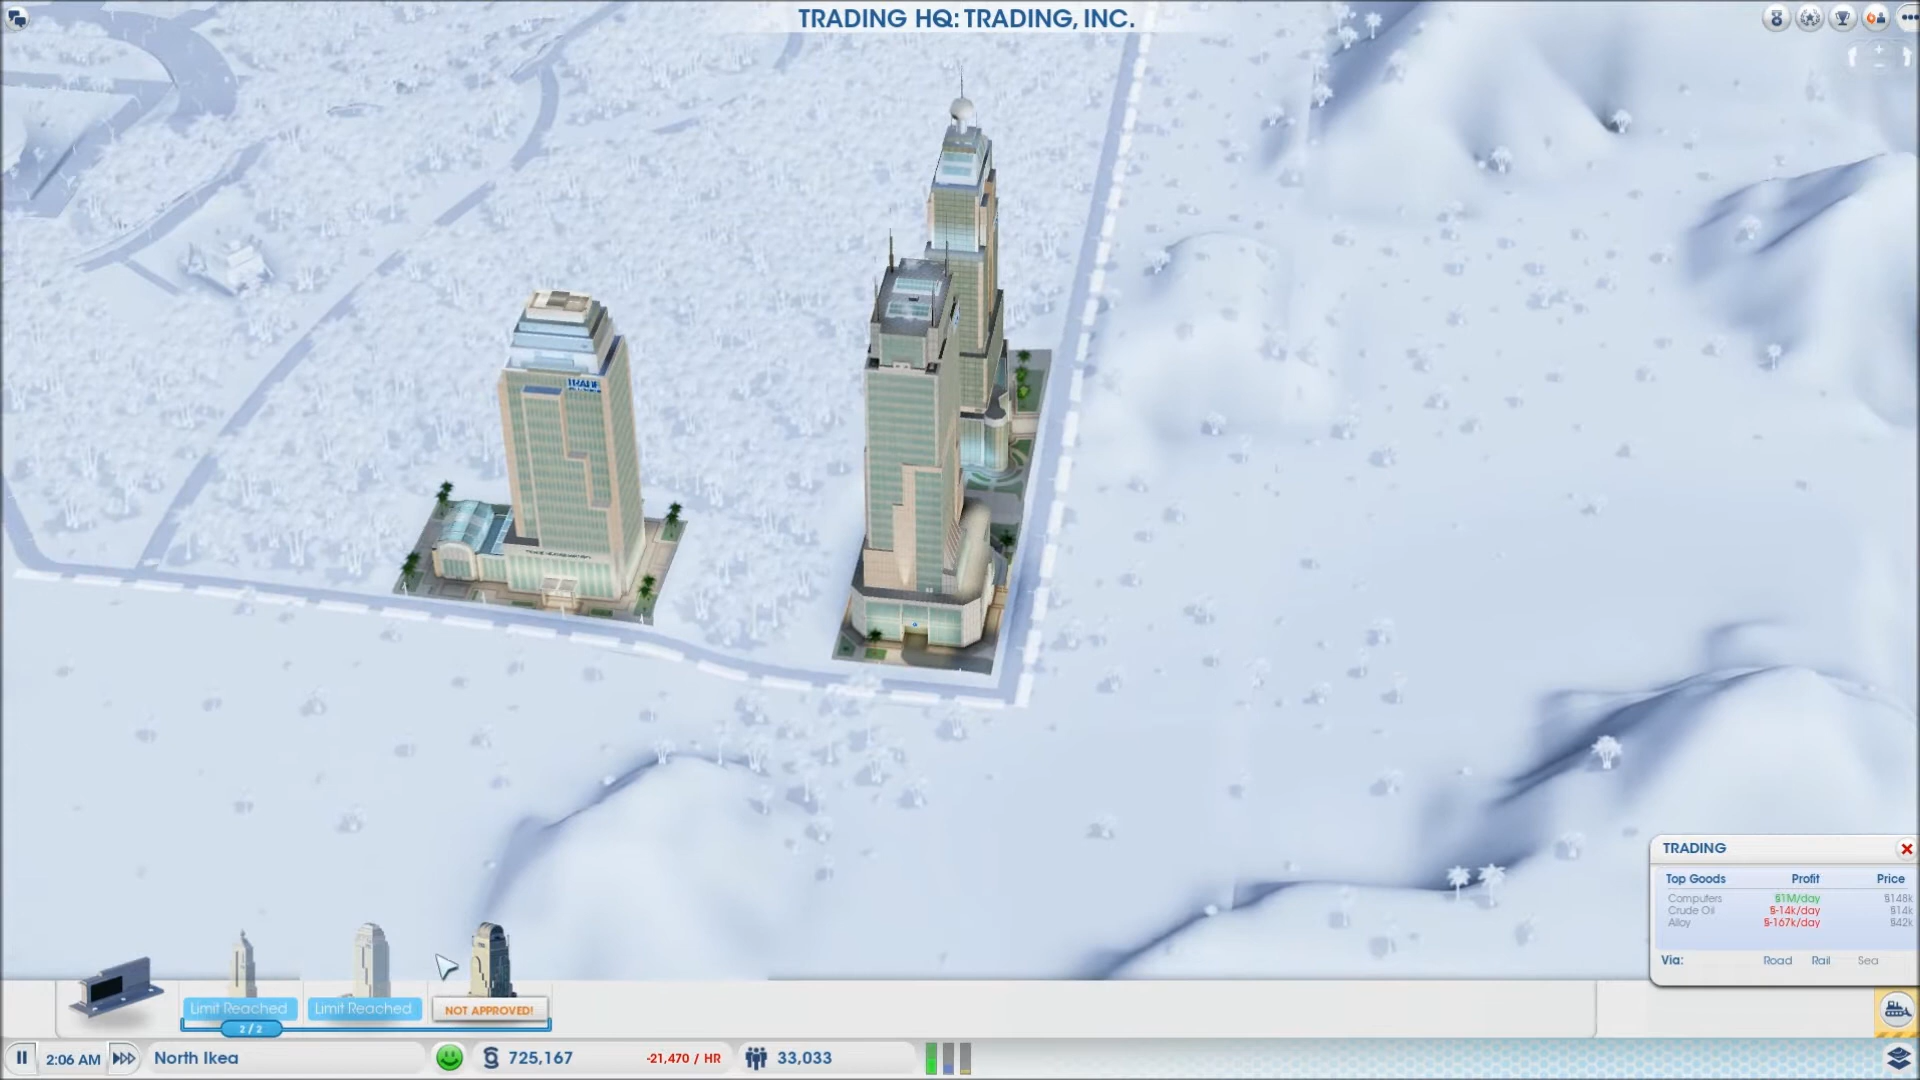 TRADING HQ: TRADING, INC.
TRADE
TRADING
Top Goods Profit Price
Computers §1M/day §148k
Crude Oil §-14k/day §14k
Alloy §-167k/day §42k
Via: Road Rail Sea
Limit Reached Limit Reached NOT APPROVED!
2 / 2
2:06 AM North Ikea 725,167 -21,470 / HR 33,033